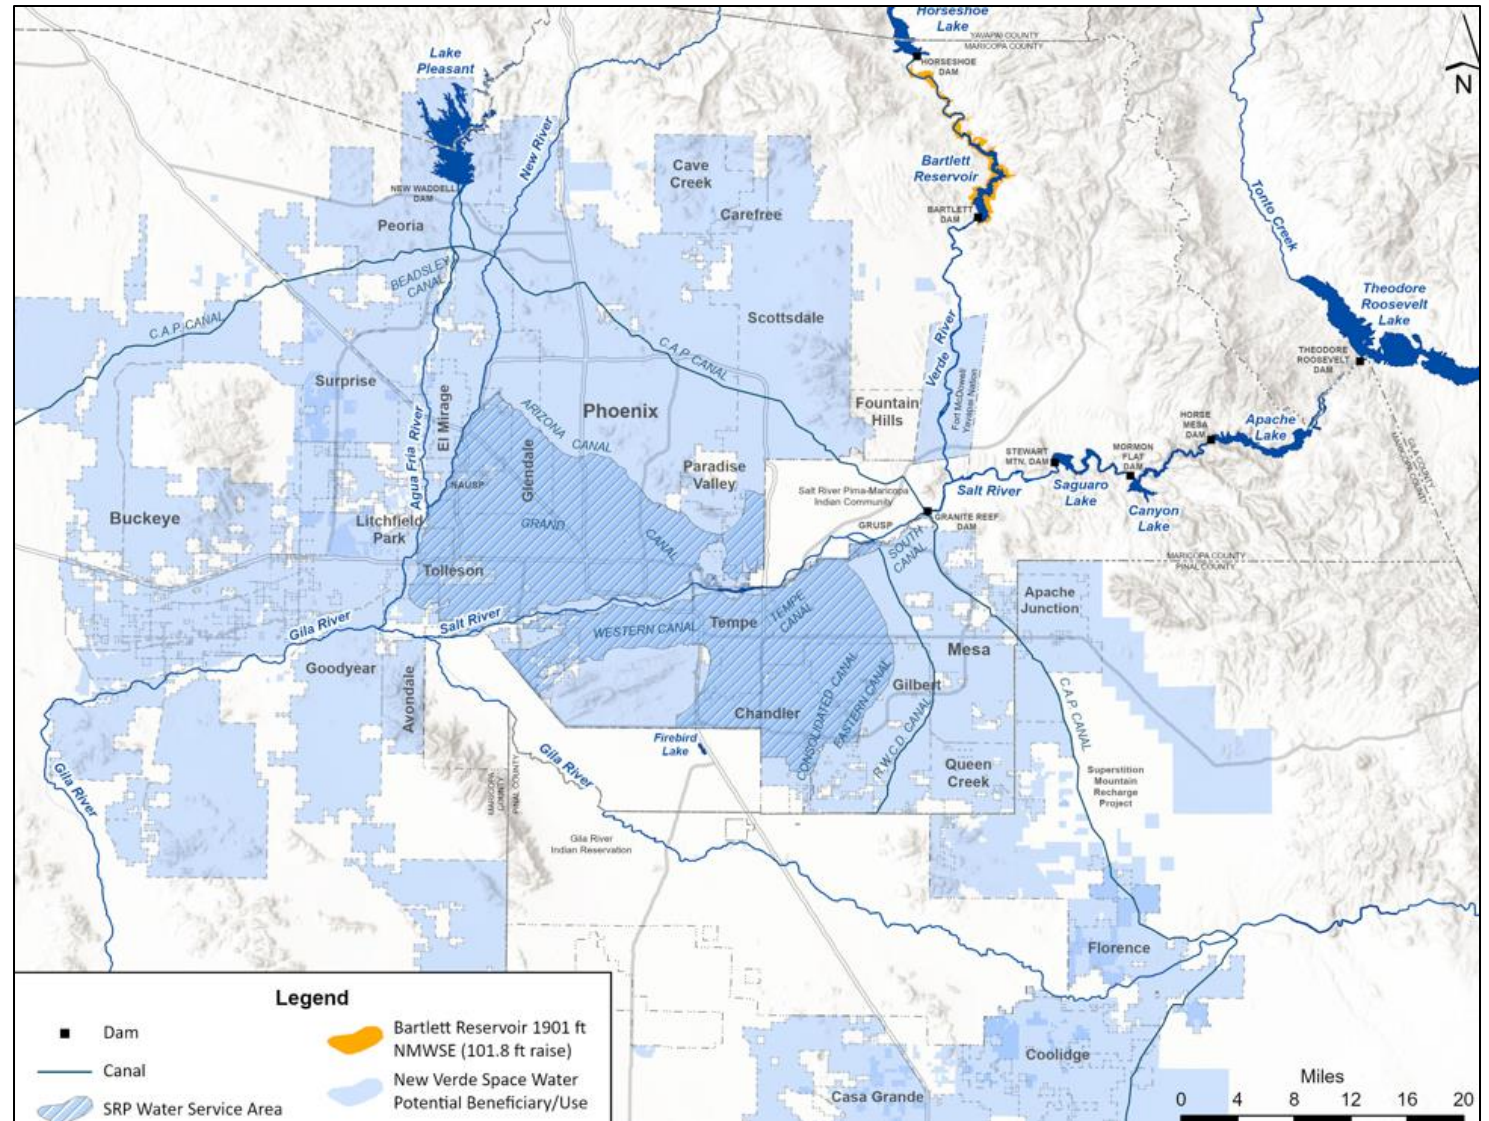 Horseshoe
Lake
YAVAPAI COUNTY
MARICOPA COUNTY
HORSESHOE
DAM
N
Lake
Pleasant
New River
NEW WADDELL
DAM
Peoria
Cave
Creek
Carefree
Bartlett
Reservoir
BARTLETT
DAM
Tonto Creek
Theodore
Roosevelt
Lake
THEODORE
ROOSEVELT
DAM
BEADSLEY
CANAL
C.A.P. CANAL
Scottsdale
C.A.P. CANAL
Verde River
Fort McDowell
Yavapai Nation
Surprise
El Mirage
Agua Fria River
ARIZONA
CANAL
Phoenix
Fountain
Hills
HORSE
MESA
DAM
Apache
Lake
GILA COUNTY
MARICOPA COUNTY
Glendale
Paradise
Valley
STEWART
MTN. DAM
MORMON
FLAT
DAM
NAUSP
Salt River Pima-Maricopa
Indian Community
Salt River
Saguaro
Lake
Canyon
Lake
Buckeye
Litchfield
Park
GRAND
CANAL
GRUSP
GRANITE REEF
DAM
SOUTH
CANAL
MARICOPA COUNTY
PINAL COUNTY
Tolleson
Apache
Junction
Gila River
Salt River
WESTERN CANAL
Tempe
TEMPE
CANAL
Mesa
Goodyear
Avondale
Gilbert
Chandler
CONSOLIDATED CANAL
EASTERN CANAL
R.W.C.D. CANAL
C.A.P. CANAL
Firebird
Lake
Gila River
Gila River
MARICOPA
COUNTY
PINAL COUNTY
Queen
Creek
Superstition
Mountain
Recharge
Project
Gila River
Indian Reservation
Florence
Coolidge
Casa Grande
Legend
Dam
Canal
SRP Water Service Area
Bartlett Reservoir 1901 ft
NMWSE (101.8 ft raise)
New Verde Space Water
Potential Beneficiary/Use
Miles
0 4 8 12 16 20